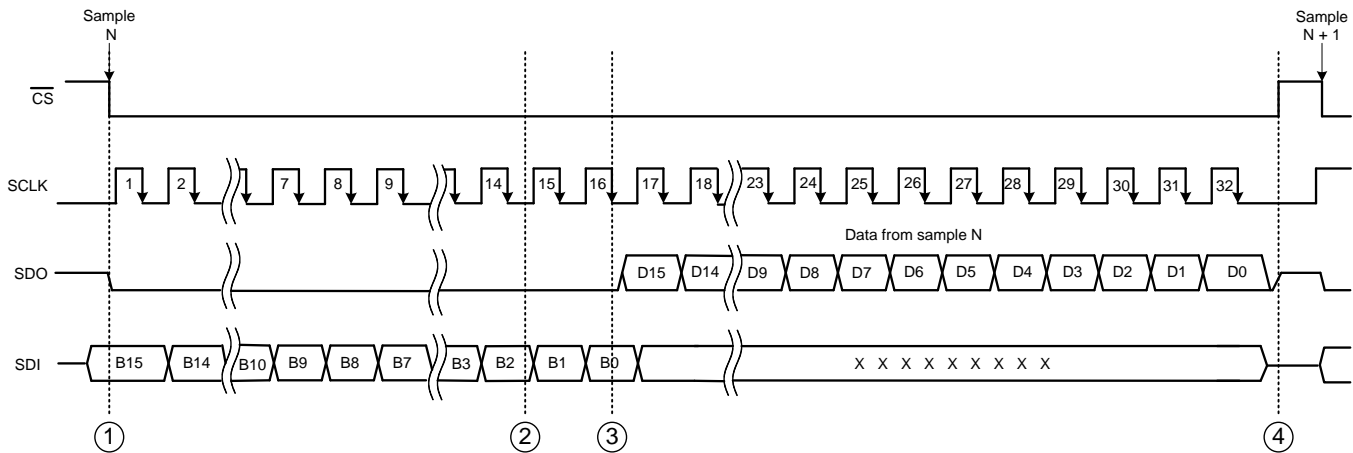 Sample
N
Sample
N + 1
CS
SCLK
1 2 7 8 9 14 15 16 17 18 23 24 25 26 27 28 29 30 31 32
Data from sample N
SDO
D15 D14 D9 D8 D7 D6 D5 D4 D3 D2 D1 D0
SDI
B15 B14 B10 B9 B8 B7 B3 B2 B1 B0 X X X X X X X X X
1 2 3 4